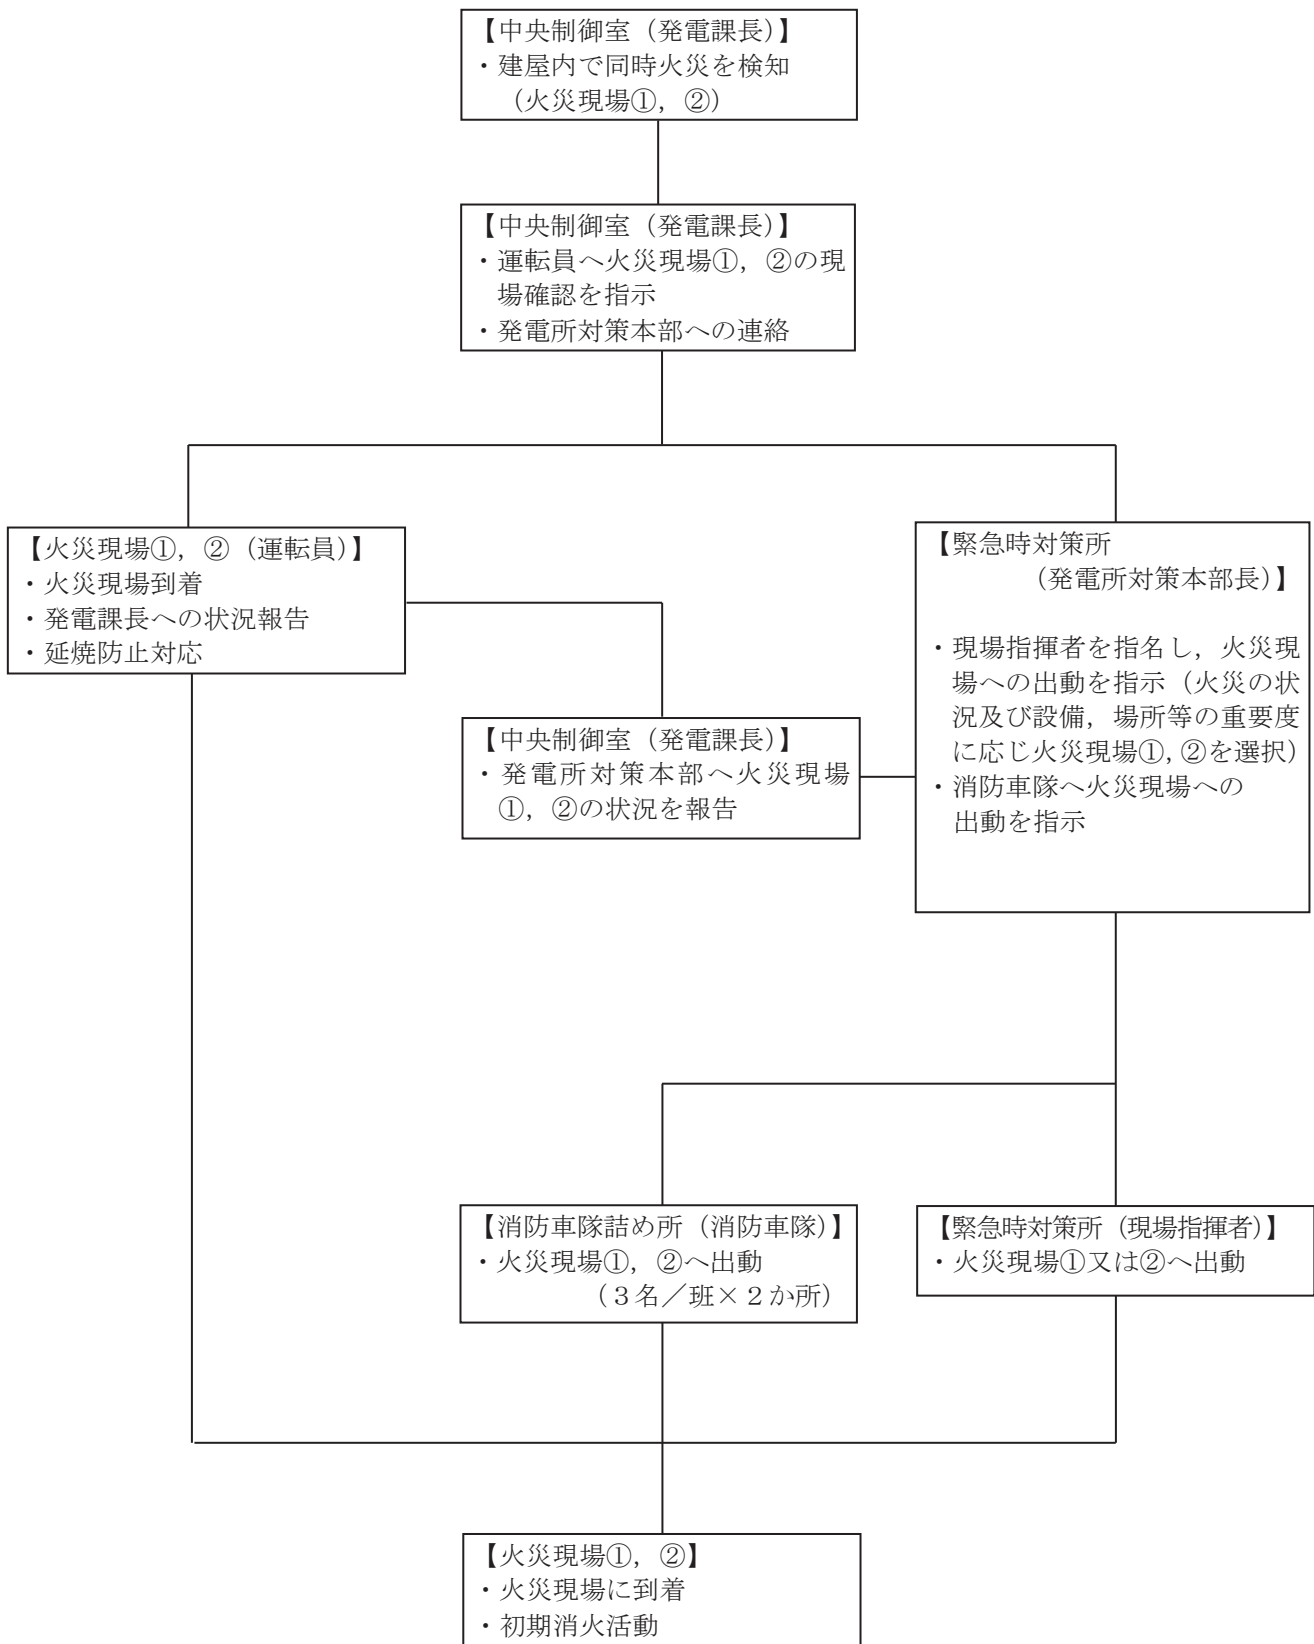 【中央制御室（発電課長）】
・建屋内で同時火災を検知
（火災現場①，②）
【中央制御室（発電課長）】
・運転員へ火災現場①，②の現
場確認を指示
・発電所対策本部への連絡
【火災現場①，②（運転員）】
・火災現場到着
・発電課長への状況報告
・延焼防止対応
【緊急時対策所
（発電所対策本部長）】
・現場指揮者を指名し，火災現
場への出動を指示（火災の状
況及び設備，場所等の重要度
に応じ火災現場①，②を選択）
・消防車隊へ火災現場への
出動を指示
【中央制御室（発電課長）】
・発電所対策本部へ火災現場
①，②の状況を報告
【消防車隊詰め所（消防車隊）】
・火災現場①，②へ出動
（３名／班×２か所）
【緊急時対策所（現場指揮者）】
・火災現場①又は②へ出動
【火災現場①，②】
・火災現場に到着
・初期消火活動